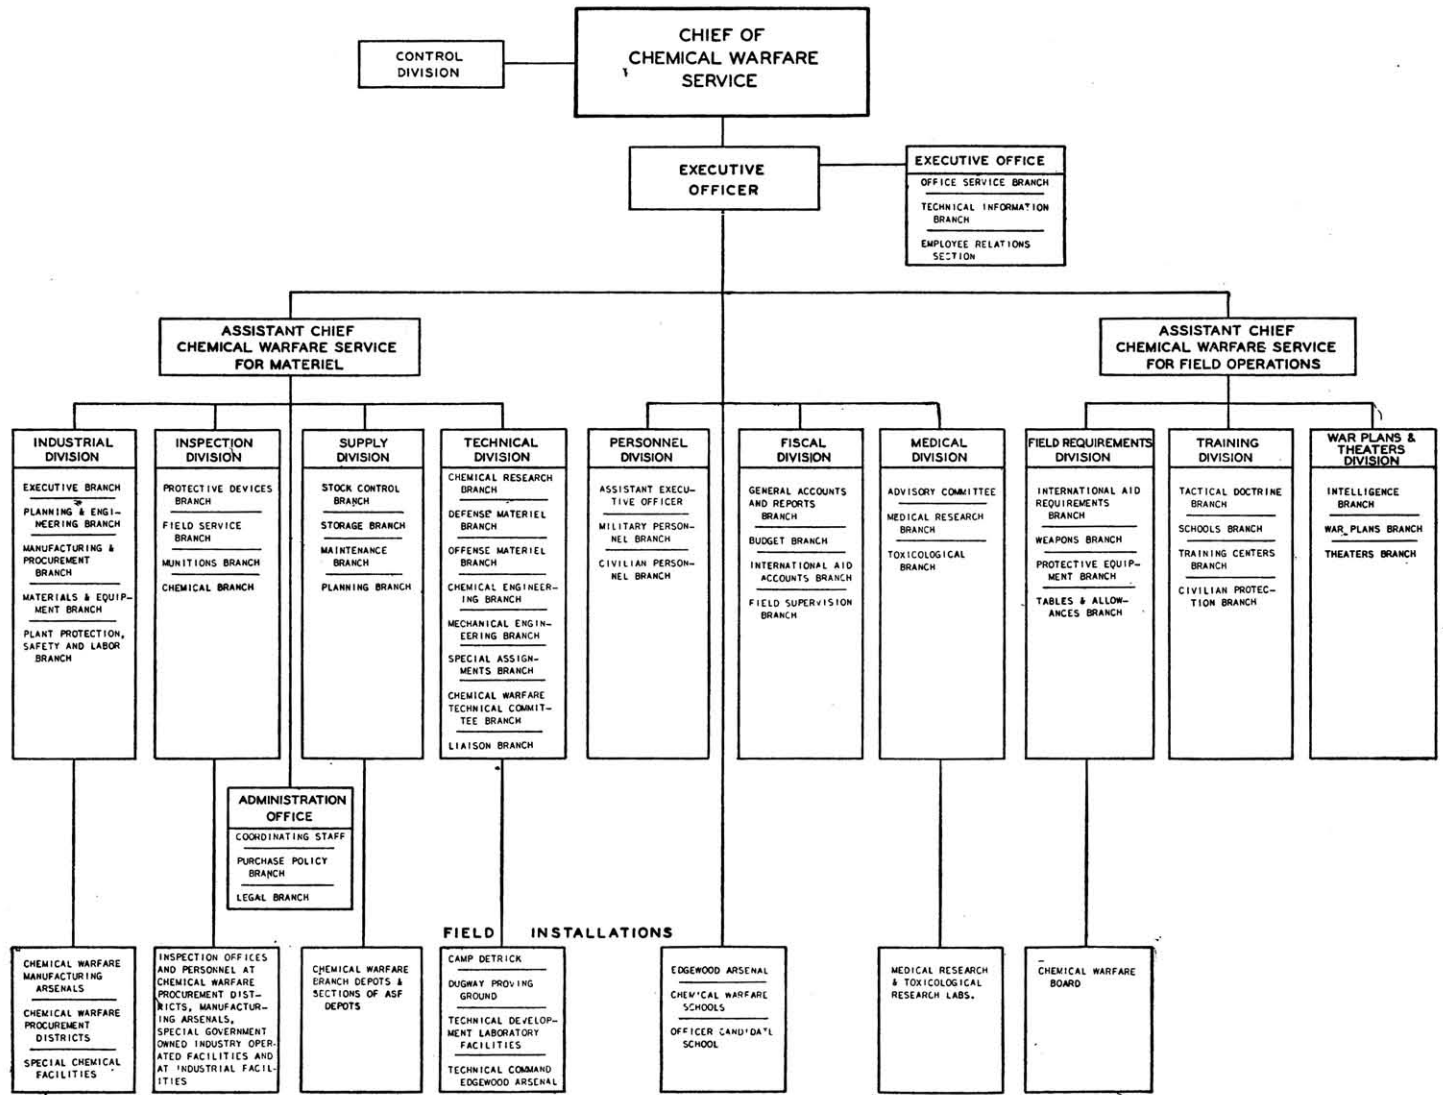 CHIEF OF
CHEMICAL WARFARE
SERVICE
CONTROL
DIVISION
EXECUTIVE
OFFICER
EXECUTIVE OFFICE
OFFICE SERVICE BRANCH
TECHNICAL INFORMATION
BRANCH
EMPLOYEE RELATIONS
SECTION
ASSISTANT CHIEF
CHEMICAL WARFARE SERVICE
FOR MATERIEL
ASSISTANT CHIEF
CHEMICAL WARFARE SERVICE
FOR FIELD OPERATIONS
INDUSTRIAL
DIVISION
EXECUTIVE BRANCH
PLANNING & ENGI-
NEERING BRANCH
MANUFACTURING &
PROCUREMENT
BRANCH
MATERIALS & EQUIP-
MENT BRANCH
PLANT PROTECTION,
SAFETY AND LABOR
BRANCH
INSPECTION
DIVISION
PROTECTIVE DEVICES
BRANCH
FIELD SERVICE
BRANCH
MUNITIONS BRANCH
CHEMICAL BRANCH
SUPPLY
DIVISION
STOCK CONTROL
BRANCH
STORAGE BRANCH
MAINTENANCE
BRANCH
PLANNING BRANCH
TECHNICAL
DIVISION
CHEMICAL RESEARCH
BRANCH
DEFENSE MATERIEL
BRANCH
OFFENSE MATERIEL
BRANCH
CHEMICAL ENGINEER-
ING BRANCH
MECHANICAL ENGIN-
EERING BRANCH
SPECIAL ASSIGN-
MENTS BRANCH
CHEMICAL WARFARE
TECHNICAL COMMIT-
TEE BRANCH
LIAISON BRANCH
PERSONNEL
DIVISION
ASSISTANT EXECU-
TIVE OFFICER
MILITARY PERSON-
NEL BRANCH
CIVILIAN PERSON-
NEL BRANCH
FISCAL
DIVISION
GENERAL ACCOUNTS
AND REPORTS
BRANCH
BUDGET BRANCH
INTERNATIONAL AID
ACCOUNTS BRANCH
FIELD SUPERVISION
BRANCH
MEDICAL
DIVISION
ADVISORY COMMITTEE
MEDICAL RESEARCH
BRANCH
TOXICOLOGICAL
BRANCH
FIELD REQUIREMENTS
DIVISION
INTERNATIONAL AID
REQUIREMENTS
BRANCH
WEAPONS BRANCH
PROTECTIVE EQUIP-
MENT BRANCH
TABLES & ALLOW-
ANCES BRANCH
TRAINING
DIVISION
TACTICAL DOCTRINE
BRANCH
SCHOOLS BRANCH
TRAINING CENTERS
BRANCH
CIVILIAN PROTEC-
TION BRANCH
WAR PLANS &
THEATERS
DIVISION
INTELLIGENCE
BRANCH
WAR PLANS BRANCH
THEATERS BRANCH
ADMINISTRATION
OFFICE
COORDINATING STAFF
PURCHASE POLICY
BRANCH
LEGAL BRANCH
FIELD INSTALLATIONS
CHEMICAL WARFARE
MANUFACTURING
ARSENALS
CHEMICAL WARFARE
PROCUREMENT
DISTRICTS
SPECIAL CHEMICAL
FACILITIES
INSPECTION OFFICES
AND PERSONNEL AT
CHEMICAL WARFARE
PROCUREMENT DIST-
RICTS, MANUFACTUR-
ING ARSENALS,
SPECIAL GOVERNMENT
OWNED INDUSTRY OPER-
ATED FACILITIES AND
AT INDUSTRIAL FACIL-
ITIES
CHEMICAL WARFARE
BRANCH DEPOTS &
SECTIONS OF ASF
DEPOTS
CAMP DETRICK
DUGWAY PROVING
GROUND
TECHNICAL DEVELOP-
MENT LABORATORY
FACILITIES
TECHNICAL COMMAND
EDGEWOOD ARSENAL
EDGEWOOD ARSENAL
CHEMICAL WARFARE
SCHOOLS
OFFICER CANDIDATE
SCHOOL
MEDICAL RESEARCH
& TOXICOLOGICAL
RESEARCH LABS.
CHEMICAL WARFARE
BOARD